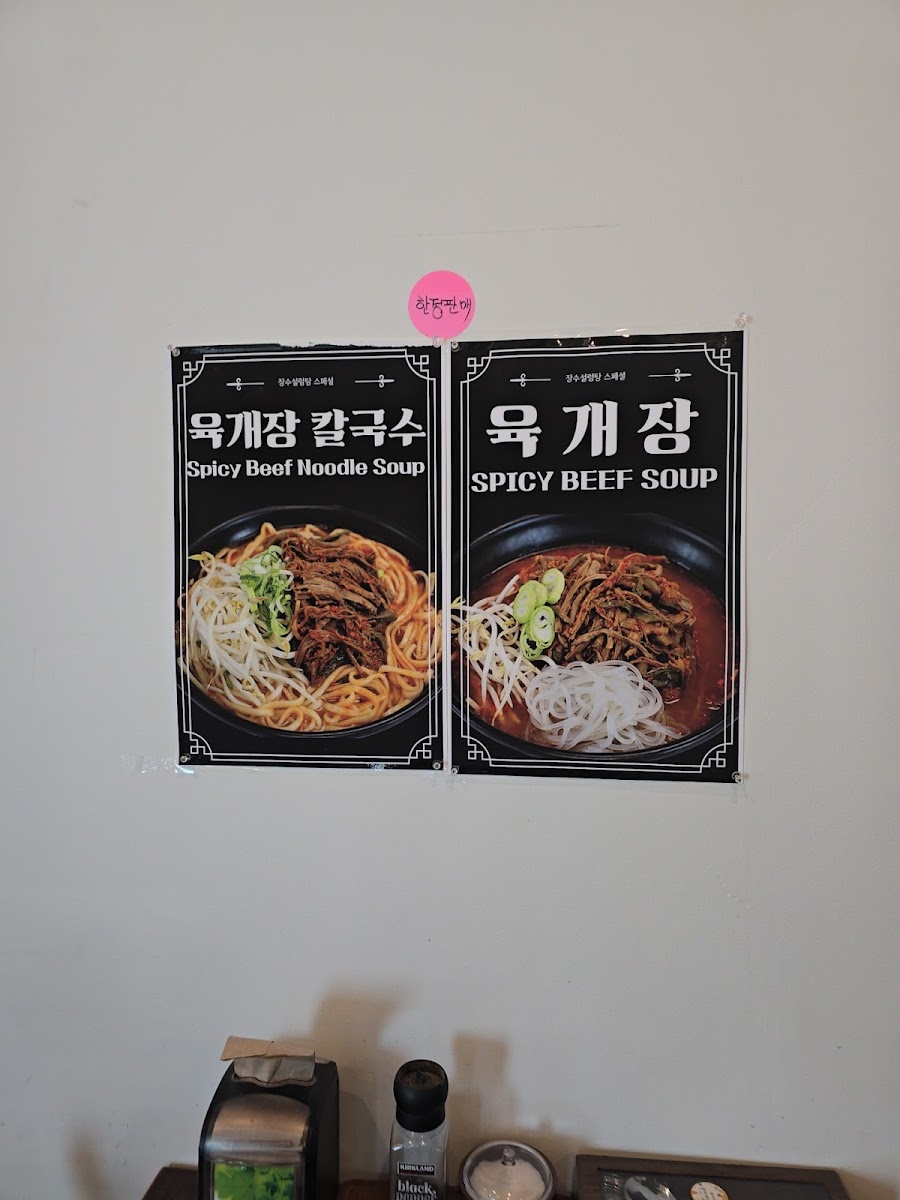 한정판매
장수설렁탕 스페셜
육개장 칼국수
Spicy Beef Noodle Soup
장수설렁탕 스페셜
육개장
SPICY BEEF SOUP
KIRKLAND
black
pepper